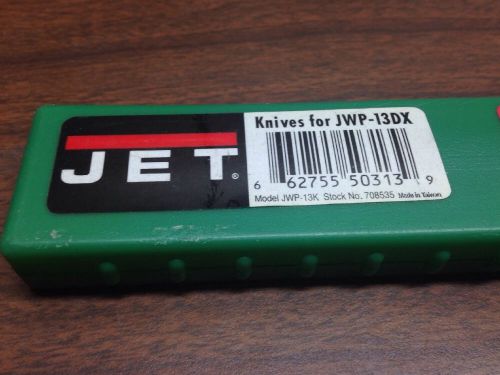 JET®
Knives for JWP-13DX
6 62755 50313 9
Model JWP-13K Stock No. 708535 Made in Taiwan